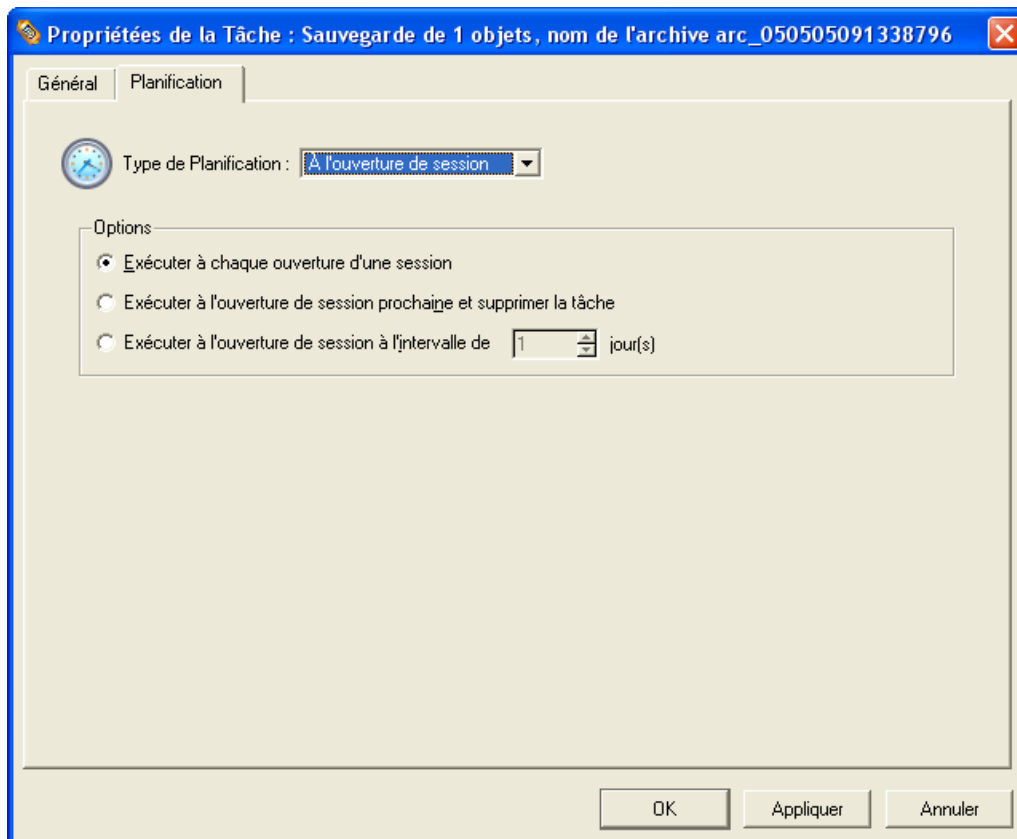 Propriétées de la Tâche : Sauvegarde de 1 objets, nom de l'archive arc_050505091338796
Général Planification
Type de Planification : À l'ouverture de session
Options
Exécuter à chaque ouverture d'une session
Exécuter à l'ouverture de session prochaine et supprimer la tâche
Exécuter à l'ouverture de session à l'intervalle de 1 jour(s)
OK Appliquer Annuler